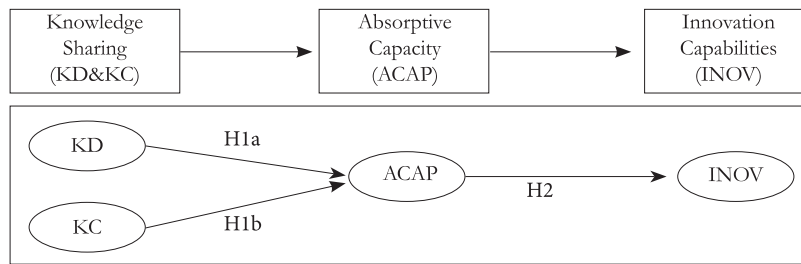 Knowledge
Sharing
(KD&KC)
Absorptive
Capacity
(ACAP)
Innovation
Capabilities
(INOV)
KD
H1a
ACAP
H2
INOV
KC
H1b